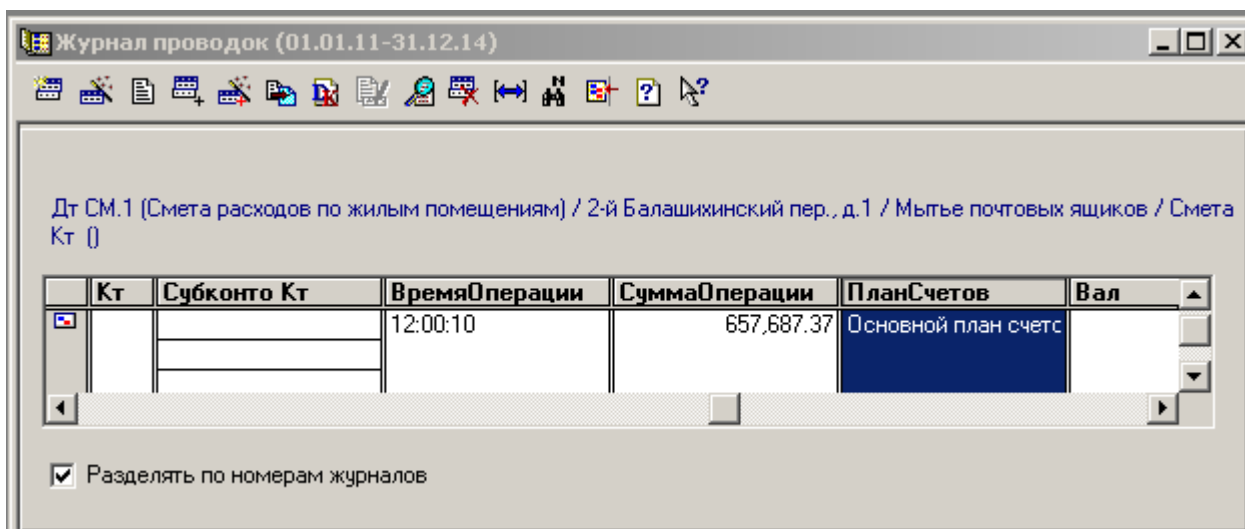 Журнал проводок (01.01.11-31.12.14)
Дт СМ.1 (Смета расходов по жилым помещениям) / 2-й Балашихинский пер., д.1 / Мытье почтовых ящиков / Смета
Кт ()
Кт Субконто Кт ВремяОперации СуммаОперации ПланСчетов Вал
12:00:10 657,687.37 Основной план счетс
Разделять по номерам журналов